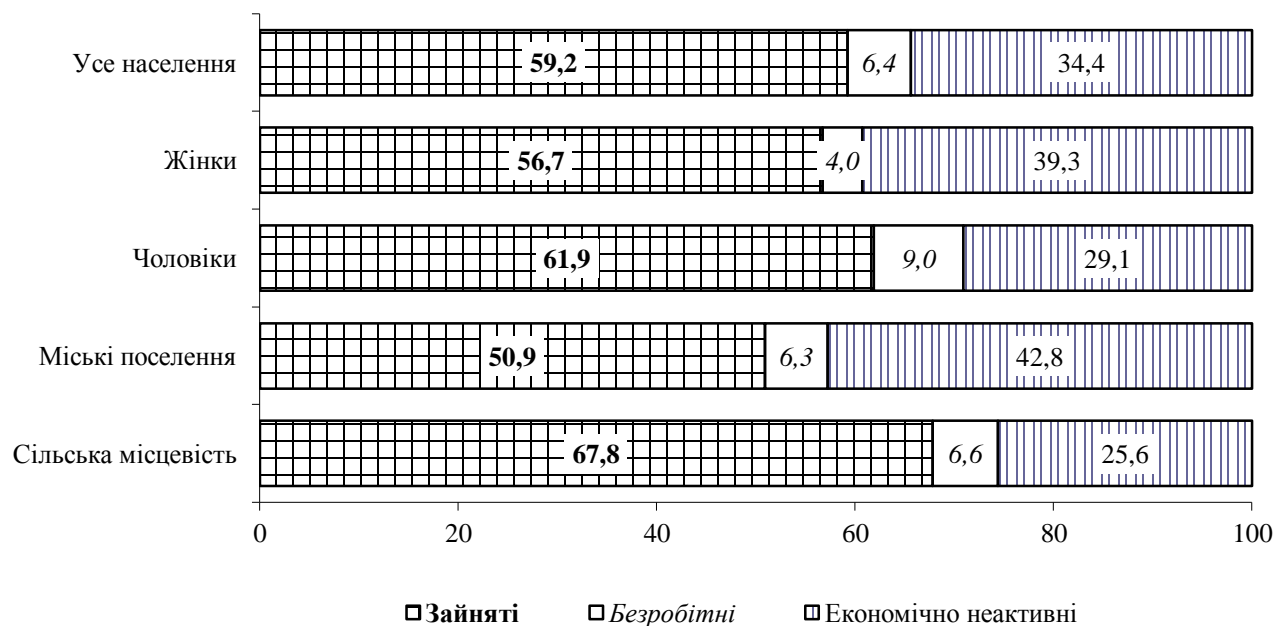 Усе населення 59,2 6,4 34,4
Жінки 56,7 4,0 39,3
Чоловіки 61,9 9,0 29,1
Міські поселення 50,9 6,3 42,8
Сільська місцевість 67,8 6,6 25,6
0 20 40 60 80 100
Зайняті Безробітні Економічно неактивні